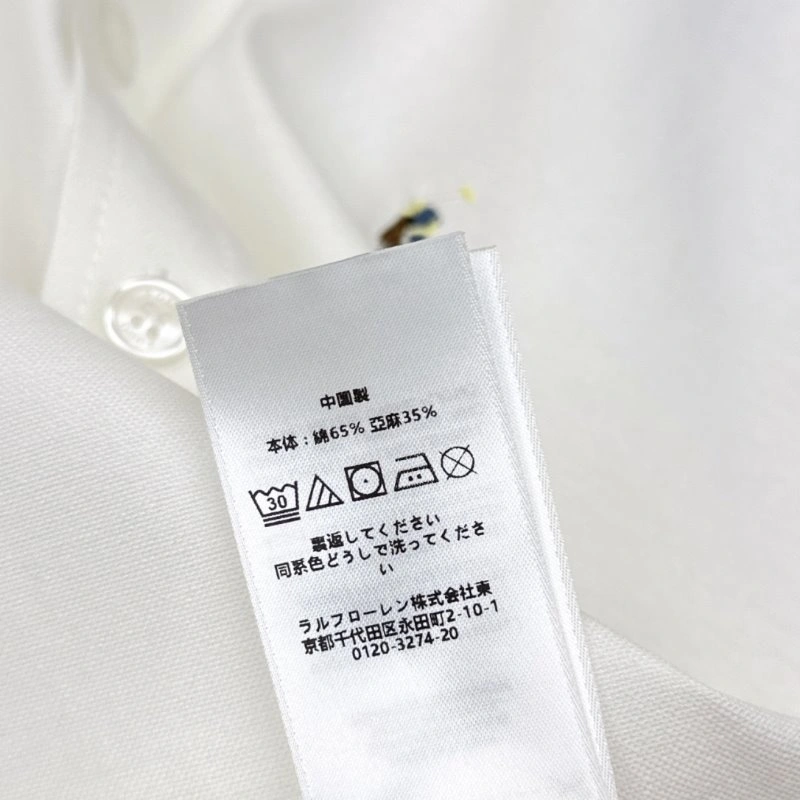 中国製
本体：綿65% 亞麻35%
30
裏返してください
同系色どうしで洗ってくださ
い
ラルフローレン株式会社東
京都千代田区永田町2-10-1
0120-3274-20